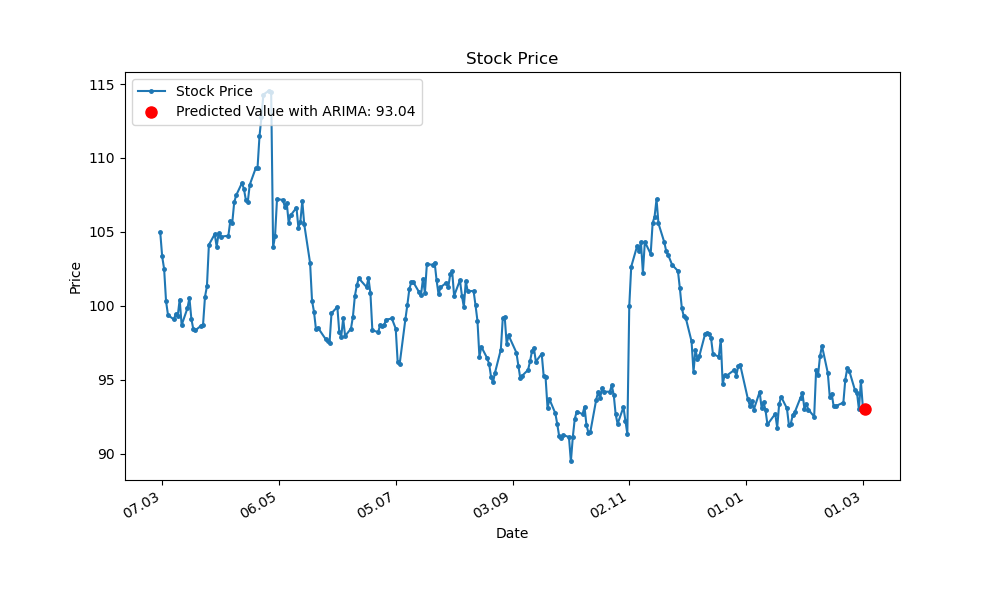 Stock Price
Stock Price
Predicted Value with ARIMA: 93.04
115
110
105
100
95
90
Price
07.03
06.05
05.07
03.09
02.11
01.01
01.03
Date